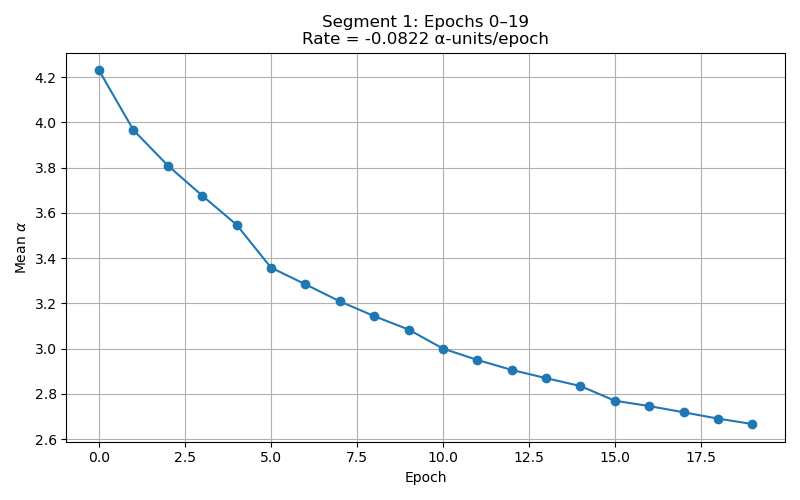 Segment 1: Epochs 0–19
Rate = -0.0822 α-units/epoch
Mean α
4.2
4.0
3.8
3.6
3.4
3.2
3.0
2.8
2.6
0.0 2.5 5.0 7.5 10.0 12.5 15.0 17.5
Epoch